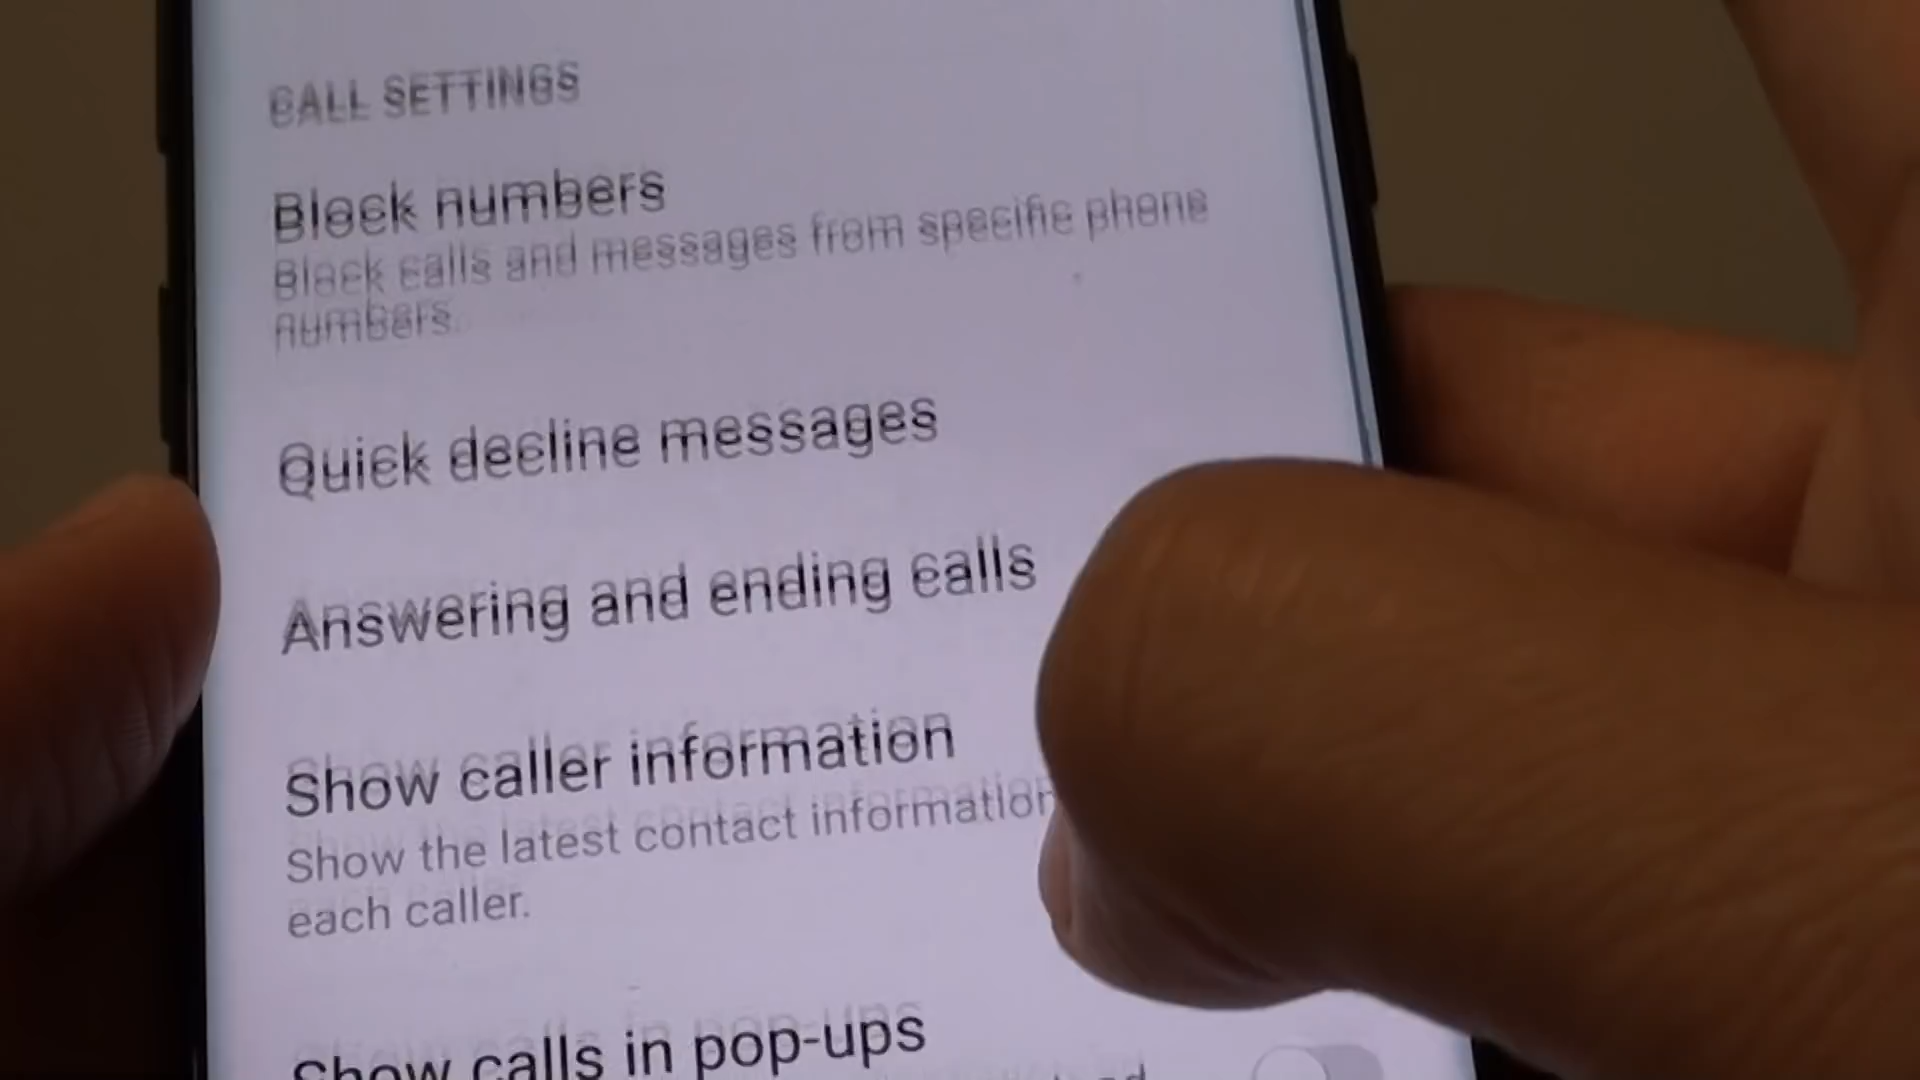 CALL SETTINGS
Block numbers
Block calls and messages from specific phone
numbers.
Quick decline messages
Answering and ending calls
Show caller information
Show the latest contact information
each caller.
Show calls in pop-ups